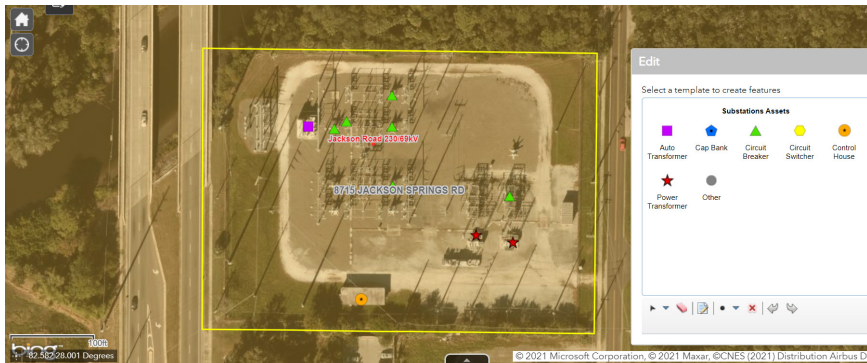 Edit
Select a template to create features
Substations Assets
Auto Transformer
Cap Bank
Circuit Breaker
Circuit Switcher
Control House
Power Transformer
Other
Jackson Road 230/69kV
8715 JACKSON SPRINGS RD
100ft
bing
82.582 28.001 Degrees
© 2021 Microsoft Corporation, © 2021 Maxar, ©CNES (2021) Distribution Airbus D